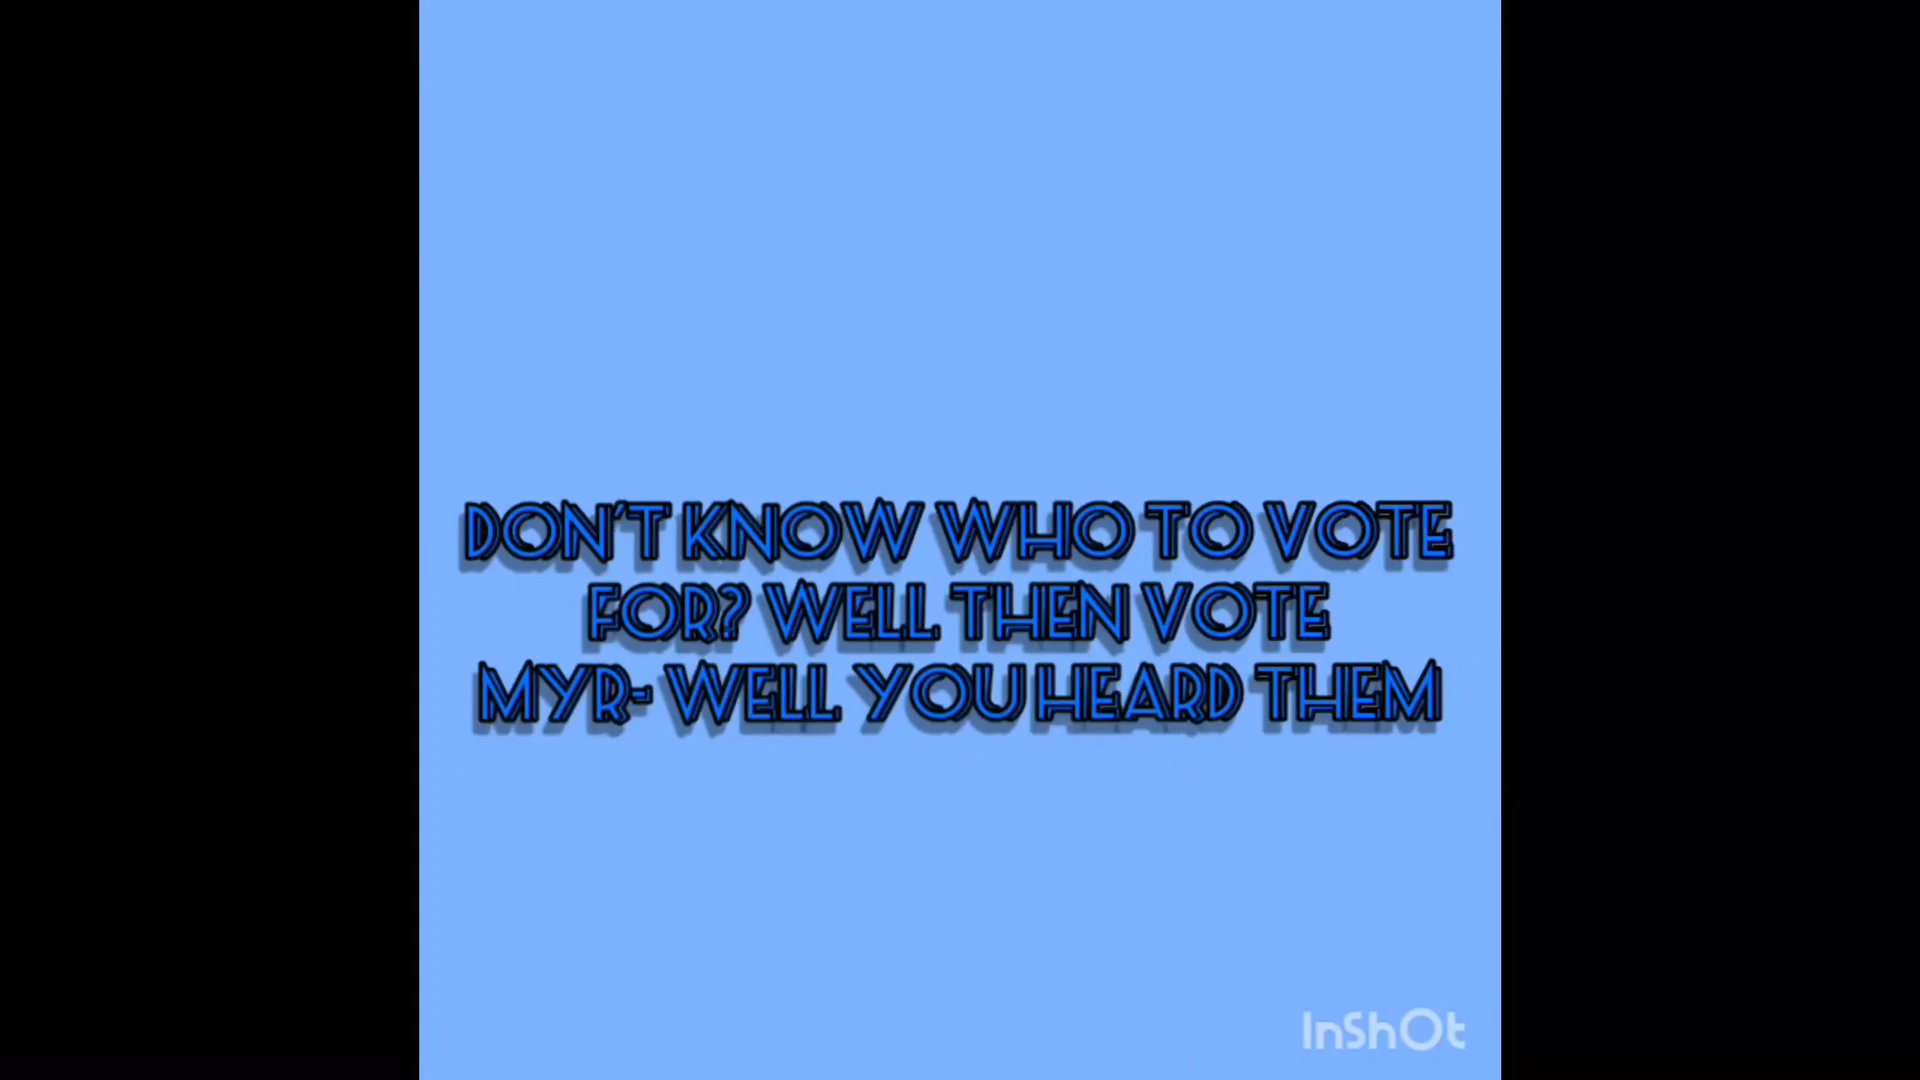 DON'T KNOW WHO TO VOTE
FOR? WELL THEN VOTE
MYR- WELL YOU HEARD THEM
InShOt